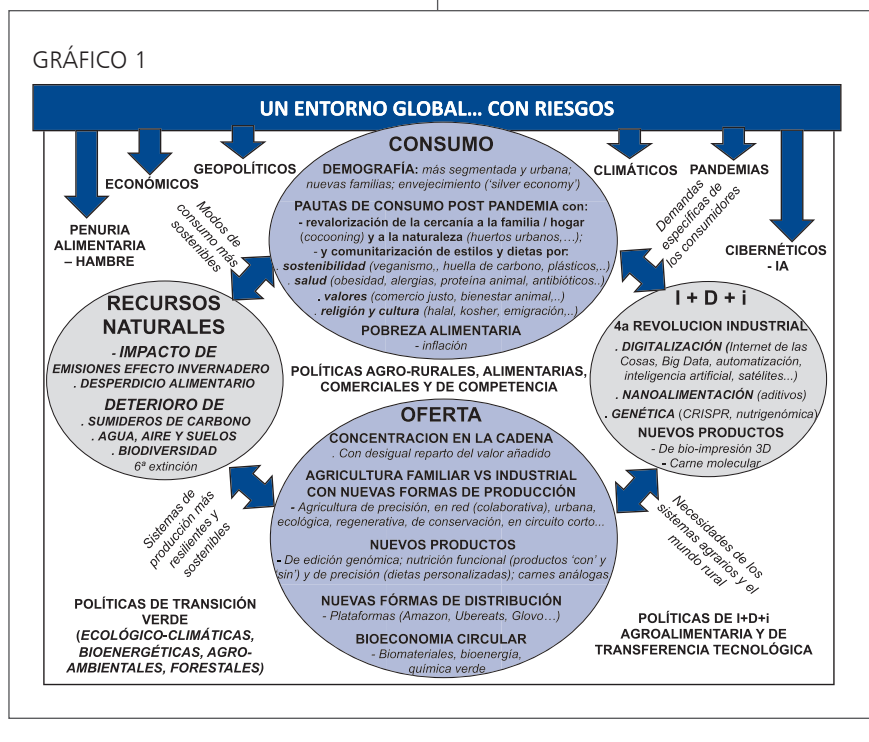 GRÁFICO 1
UN ENTORNO GLOBAL... CON RIESGOS
PENURIA
ALIMENTARIA
– HAMBRE
ECONÓMICOS
GEOPOLÍTICOS
CLIMÁTICOS
PANDEMIAS
CIBERNÉTICOS
- IA
Modos de
consumo más
sostenibles
Demandas
específicas de
los consumidores
CONSUMO
DEMOGRAFÍA: más segmentada y urbana;
nuevas familias; envejecimiento (‘silver economy’)
PAUTAS DE CONSUMO POST PANDEMIA con:
- revalorización de la cercanía a la familia / hogar
(cocooning) y a la naturaleza (huertos urbanos,…);
- y comunitarización de estilos y dietas por:
. sostenibilidad (veganismo,, huella de carbono, plásticos,..)
. salud (obesidad, alergias, proteína animal, antibióticos..)
. valores (comercio justo, bienestar animal,..)
. religión y cultura (halal, kosher, emigración,..)
POBREZA ALIMENTARIA
- inflación
RECURSOS
NATURALES
- IMPACTO DE
EMISIONES EFECTO INVERNADERO
. DESPERDICIO ALIMENTARIO
DETERIORO DE
. SUMIDEROS DE CARBONO
. AGUA, AIRE Y SUELOS
. BIODIVERSIDAD
6ª extinción
POLÍTICAS AGRO-RURALES, ALIMENTARIAS,
COMERCIALES Y DE COMPETENCIA
I + D + i
4a REVOLUCION INDUSTRIAL
. DIGITALIZACIÓN (Internet de las
Cosas, Big Data, automatización,
inteligencia artificial, satélites...)
. NANOALIMENTACIÓN (aditivos)
. GENÉTICA (CRISPR, nutrigenómica)
NUEVOS PRODUCTOS
- De bio-impresión 3D
- Carne molecular
OFERTA
CONCENTRACION EN LA CADENA
. Con desigual reparto del valor añadido
AGRICULTURA FAMILIAR VS INDUSTRIAL
CON NUEVAS FORMAS DE PRODUCCIÓN
- Agricultura de precisión, en red (colaborativa), urbana,
ecológica, regenerativa, de conservación, en circuito corto...
NUEVOS PRODUCTOS
- De edición genómica; nutrición funcional (productos ‘con’ y
sin’) y de precisión (dietas personalizadas); carnes análogas
NUEVAS FÓRMAS DE DISTRIBUCIÓN
- Plataformas (Amazon, Ubereats, Glovo…)
BIOECONOMIA CIRCULAR
- Biomateriales, bioenergía,
química verde
Sistemas de
producción más
resilientes y
sostenibles
Necesidades de los
sistemas agrarios y el
mundo rural
POLÍTICAS DE TRANSICIÓN
VERDE
(ECOLÓGICO-CLIMÁTICAS,
BIOENERGÉTICAS, AGRO-
AMBIENTALES, FORESTALES)
POLÍTICAS DE I+D+i
AGROALIMENTARIA Y DE
TRANSFERENCIA TECNOLÓGICA